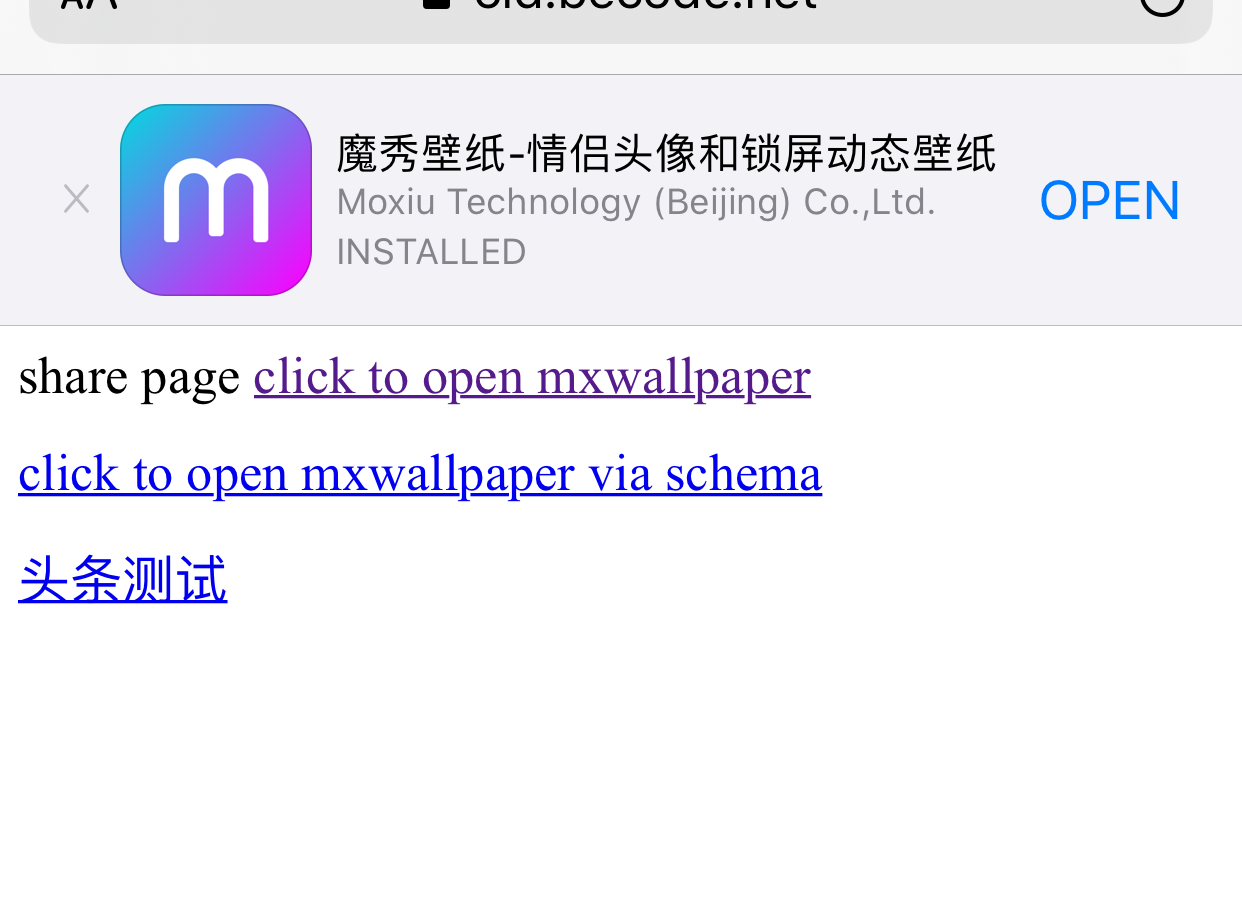 AA
魔秀壁纸-情侣头像和锁屏动态壁纸
Moxiu Technology (Beijing) Co.,Ltd.
INSTALLED
OPEN
share page click to open mxwallpaper
click to open mxwallpaper via schema
头条测试